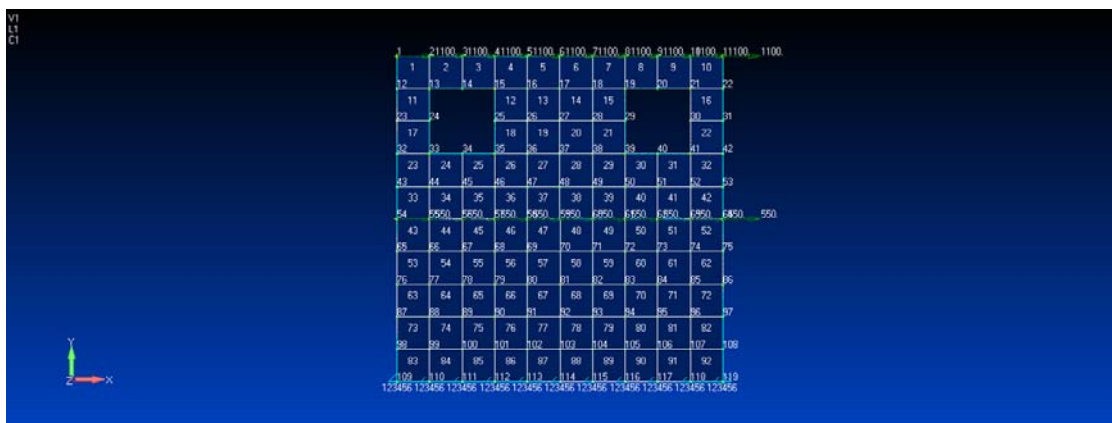 V1
L1
C1
1 21100. 31100. 41100. 51100. 61100. 71100. 81100. 91100. 11100. 1100.
1 2 3 4 5 6 7 8 9 10
12 13 14 15 16 17 18 19 20 21 22
11 12 13 14 15 16
23 24 25 26 27 28 29 30 31
17 18 19 20 21 22
32 33 34 35 36 37 38 39 40 41 42
23 24 25 26 27 28 29 30 31 32
43 44 45 46 47 48 49 50 51 52 53
33 34 35 36 37 38 39 40 41 42
54 550.
43 44 45 46 47 48 49 50 51 52
65 66 67 68 69 70 71 72 73 74 75
53 54 55 56 57 58 59 60 61 62
76 77 78 79 80 81 82 83 84 85 86
63 64 65 66 67 68 69 70 71 72
87 88 89 90 91 92 93 94 95 96 97
73 74 75 76 77 78 79 80 81 82
98 99 100 101 102 103 104 105 106 107 108
83 84 85 86 87 88 89 90 91 92
109 110 111 112 113 114 115 116 117 118 119
123456 123456 123456 123456 123456 123456 123456 123456 123456 123456 123456
Y
Z X